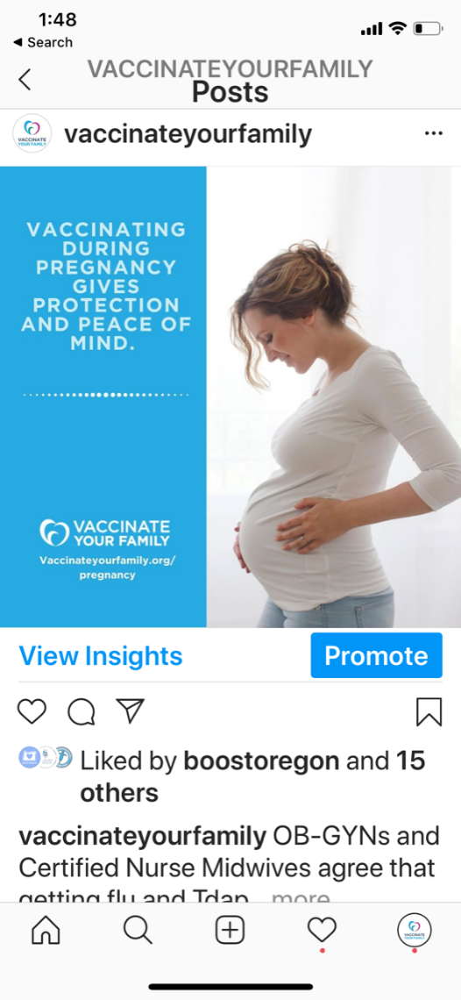 1:48
◀ Search
VACCINATEYOURFAMILY
Posts
vaccinateyourfamily
VACCINATE
YOUR FAMILY
VACCINATING
DURING
PREGNANCY
GIVES
PROTECTION
AND PEACE OF
MIND.
VACCINATE
YOUR FAMILY
Vaccinateyourfamily.org/
pregnancy
View Insights
Promote
Liked by boostoregon and 15
others
vaccinateyourfamily OB-GYNs and
Certified Nurse Midwives agree that
getting flu and Tdap... more
VACCINATE
YOUR FAMILY